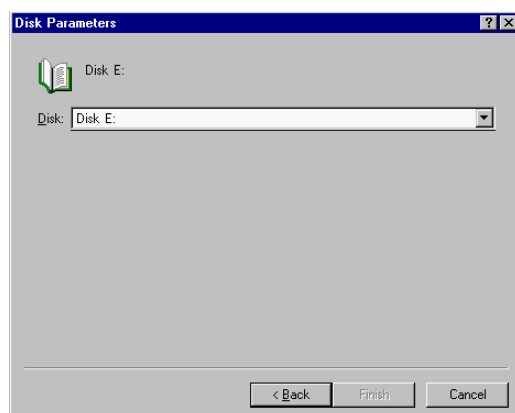 Disk Parameters
Disk E:
Disk: Disk E:
< Back Finish Cancel